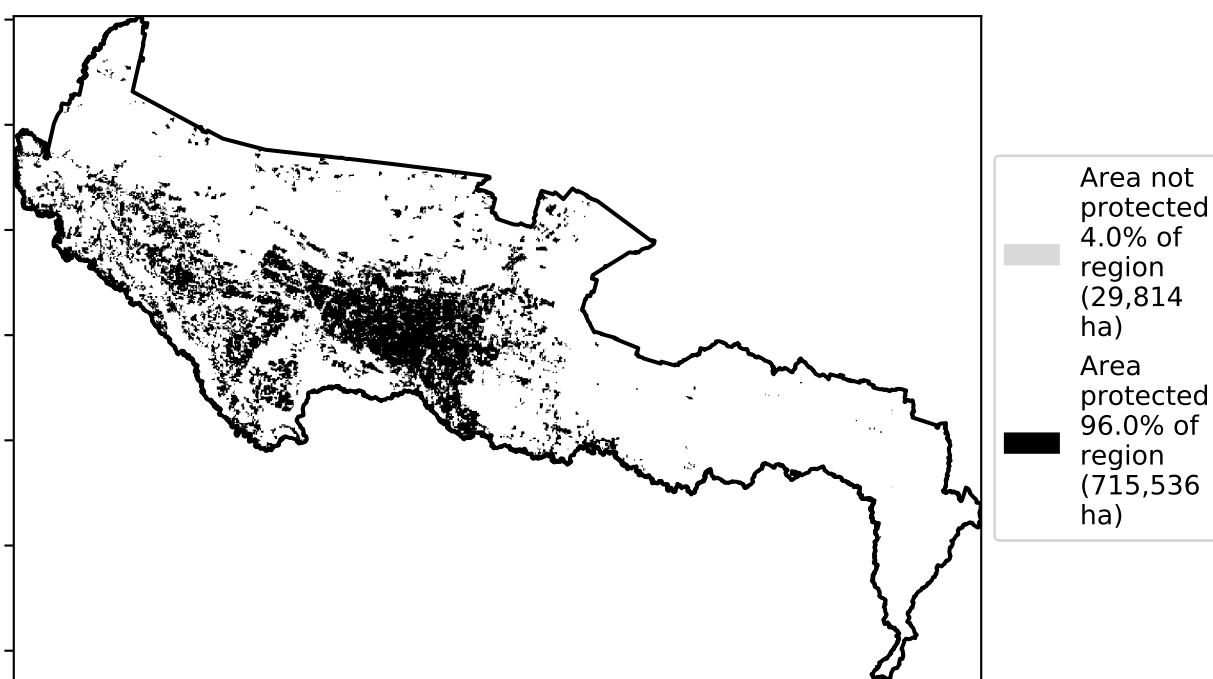 Area not
protected
4.0% of
region
(29,814
ha)
Area
protected
96.0% of
region
(715,536
ha)